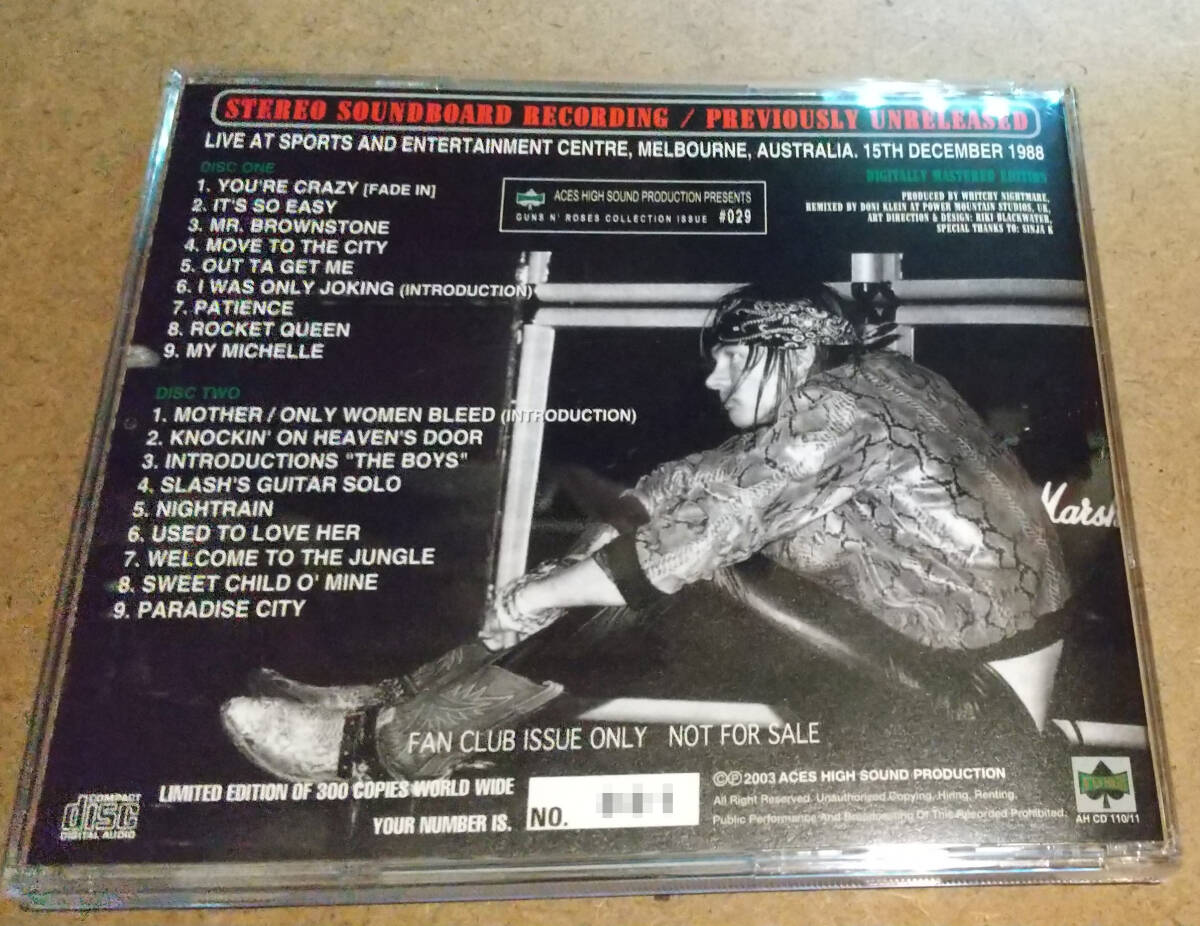 STEREO SOUNDBOARD RECORDING / PREVIOUSLY UNRELEASED
LIVE AT SPORTS AND ENTERTAINMENT CENTRE, MELBOURNE, AUSTRALIA. 15TH DECEMBER 1988
DISC ONE
1. YOU'RE CRAZY [FADE IN]
2. IT'S SO EASY
3. MR. BROWNSTONE
4. MOVE TO THE CITY
5. OUT TA GET ME
6. I WAS ONLY JOKING (INTRODUCTION)
7. PATIENCE
8. ROCKET QUEEN
9. MY MICHELLE
ACES HIGH SOUND PRODUCTION PRESENTS
GUNS N' ROSES COLLECTION ISSUE #029
DIGITALLY MASTERED EDITION
PRODUCED BY WHITCHY NIGHTMARE,
REMIXED BY DONI KLEIN AT POWER MOUNTAIN STUDIOS, UK,
ART DIRECTION & DESIGN: RIKI BLACKWATER,
SPECIAL THANKS TO: SINJA K
DISC TWO
1. MOTHER / ONLY WOMEN BLEED (INTRODUCTION)
2. KNOCKIN' ON HEAVEN'S DOOR
3. INTRODUCTIONS "THE BOYS"
4. SLASH'S GUITAR SOLO
5. NIGHTRAIN
6. USED TO LOVE HER
7. WELCOME TO THE JUNGLE
8. SWEET CHILD O' MINE
9. PARADISE CITY
Marsh
FAN CLUB ISSUE ONLY NOT FOR SALE
LIMITED EDITION OF 300 COPIES WORLD WIDE
YOUR NUMBER IS.
NO.
©℗2003 ACES HIGH SOUND PRODUCTION
All Right Reserved. Unauthorized Copying, Hiring, Renting.
Public Performance And Broadcasting Of This Recorded Prohibited.
COMPACT
disc
DIGITAL AUDIO
AH CD 110/11